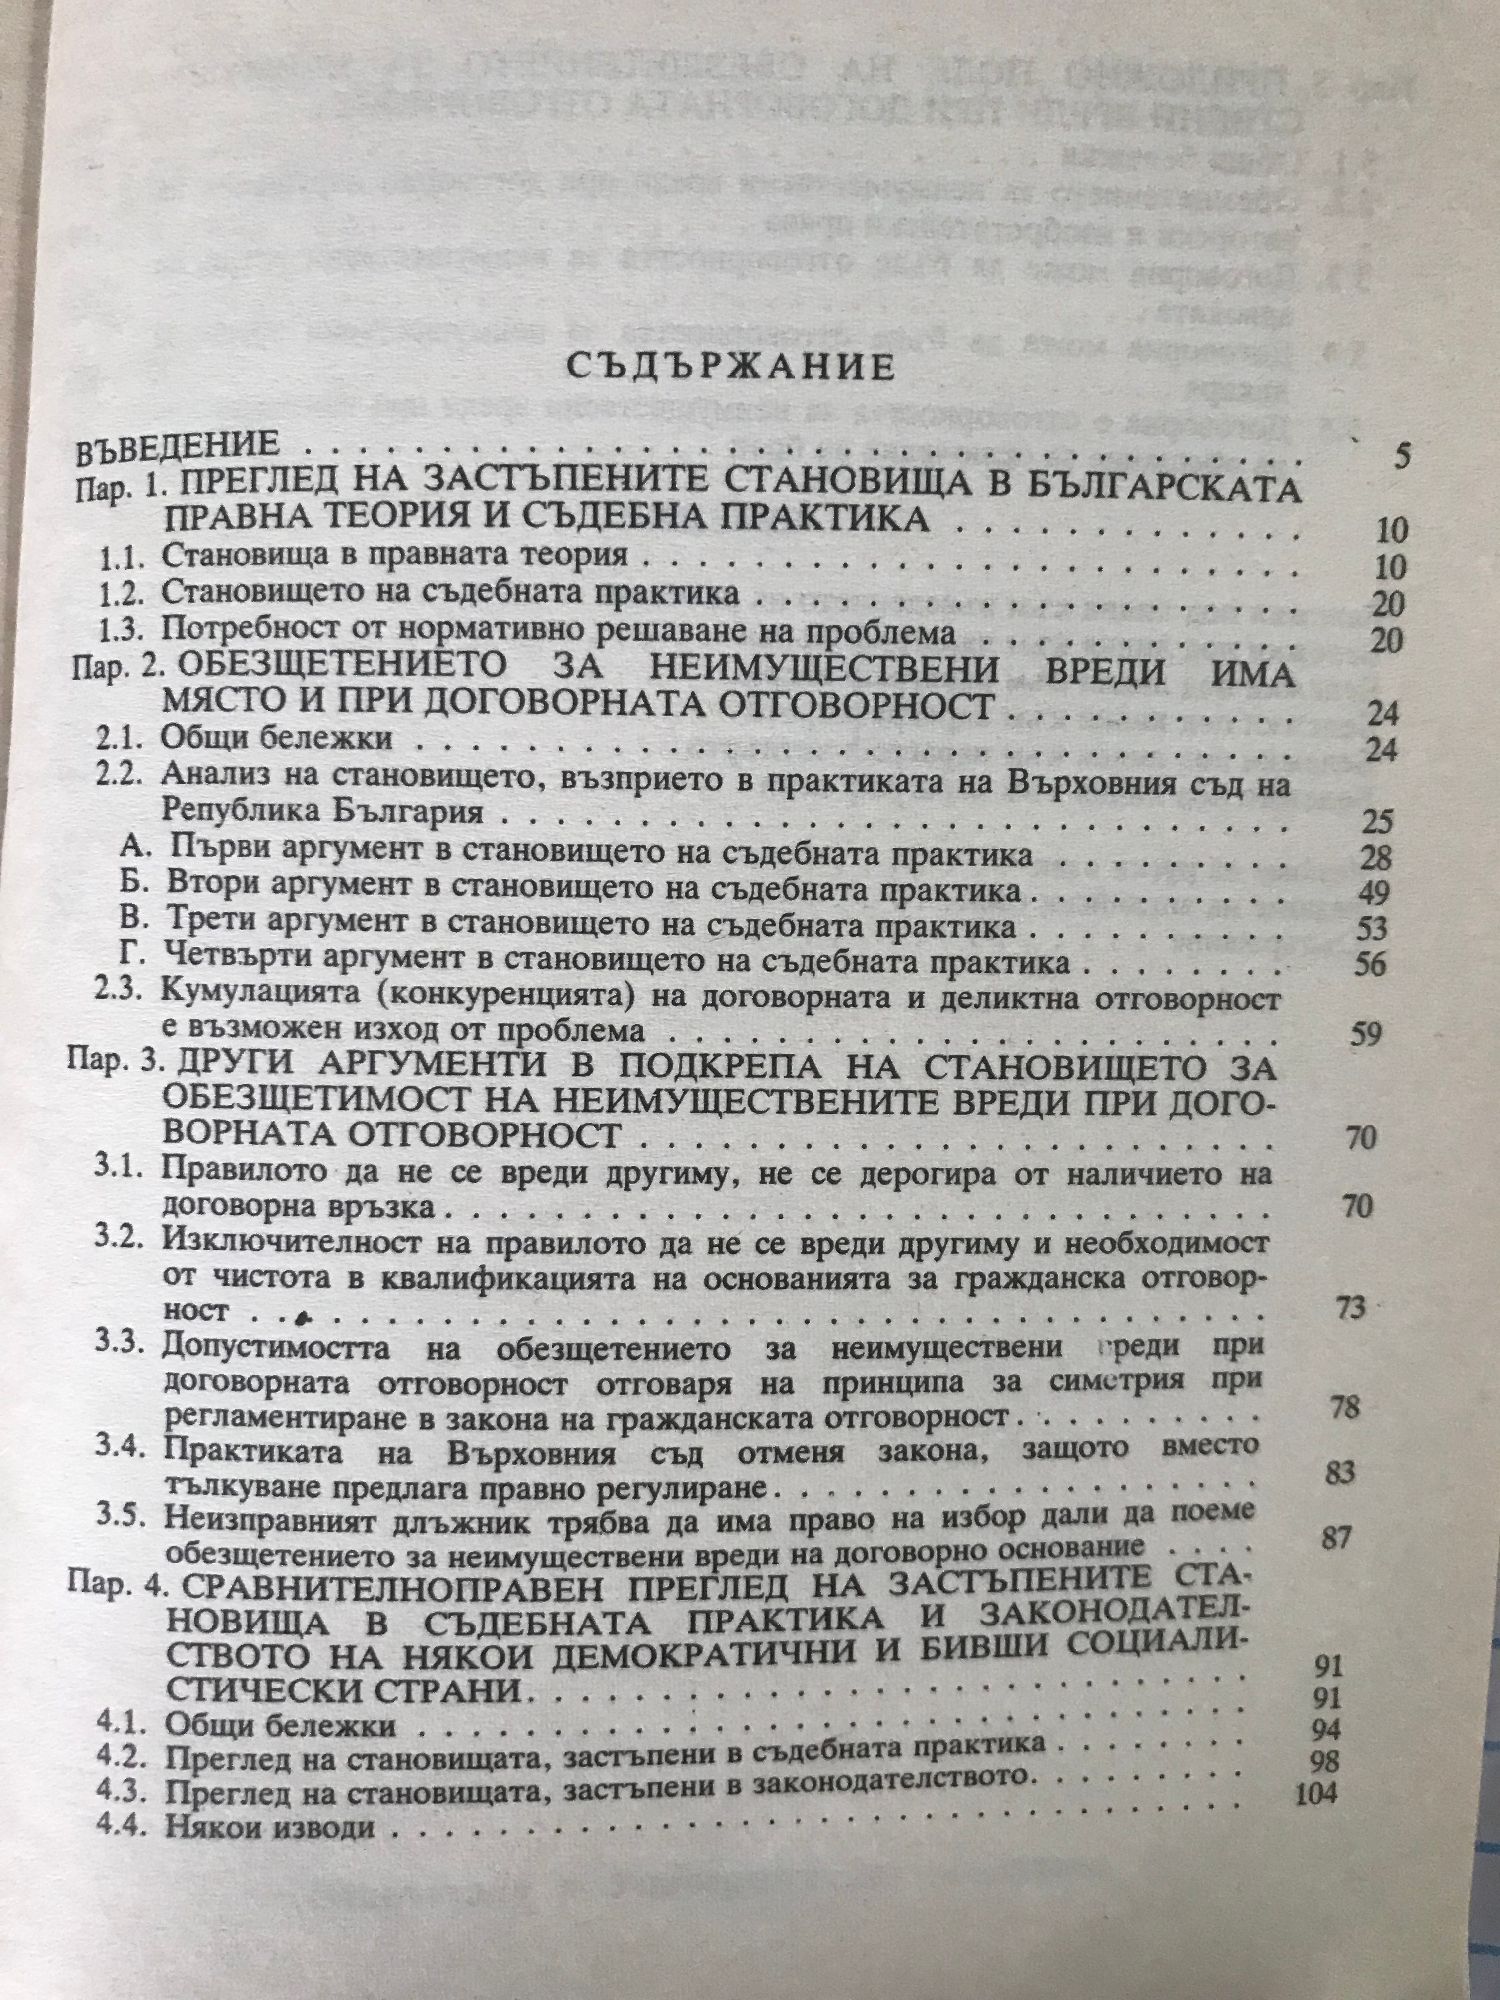 СЪДЪРЖАНИЕ
ВЪВЕДЕНИЕ . . . . . . . . . . . . . . . . . . . . . . . . . . . . . . . . . . . . . 5
Пар. 1. ПРЕГЛЕД НА ЗАСТЪПЕНИТЕ СТАНОВИЩА В БЪЛГАРСКАТА
ПРАВНА ТЕОРИЯ И СЪДЕБНА ПРАКТИКА . . . . . . . . . . . . . 10
1.1. Становища в правната теория . . . . . . . . . . . . . . . . . . . . . . . . . 10
1.2. Становището на съдебната практика . . . . . . . . . . . . . . . . . . . . . 20
1.3. Потребност от нормативно решаване на проблема . . . . . . . . . . . . 20
Пар. 2. ОБЕЗЩЕТЕНИЕТО ЗА НЕИМУЩЕСТВЕНИ ВРЕДИ ИМА
МЯСТО И ПРИ ДОГОВОРНАТА ОТГОВОРНОСТ . . . . . . . . . . . 24
2.1. Общи бележки . . . . . . . . . . . . . . . . . . . . . . . . . . . . . . . . . 24
2.2. Анализ на становището, възприето в практиката на Върховния съд на
Република България . . . . . . . . . . . . . . . . . . . . . . . . . . . . . . 25
А. Първи аргумент в становището на съдебната практика . . . . . . . . . 28
Б. Втори аргумент в становището на съдебната практика . . . . . . . . . . 49
В. Трети аргумент в становището на съдебната практика . . . . . . . . . . 53
Г. Четвърти аргумент в становището на съдебната практика . . . . . . . . 56
2.3. Кумулацията (конкуренцията) на договорната и деликтна отговорност
е възможен изход от проблема . . . . . . . . . . . . . . . . . . . . . . . 59
Пар. 3. ДРУГИ АРГУМЕНТИ В ПОДКРЕПА НА СТАНОВИЩЕТО ЗА
ОБЕЗЩЕТИМОСТ НА НЕИМУЩЕСТВЕНИТЕ ВРЕДИ ПРИ ДОГО-
ВОРНАТА ОТГОВОРНОСТ . . . . . . . . . . . . . . . . . . . . . . . . 70
3.1. Правилото да не се вреди другиму, не се дерогира от наличието на
договорна връзка . . . . . . . . . . . . . . . . . . . . . . . . . . . . . . . 70
3.2. Изключителност на правилото да не се вреди другиму и необходимост
от чистота в квалификацията на основанията за гражданска отговор-
ност . . . . . . . . . . . . . . . . . . . . . . . . . . . . . . . . . . . . . . 73
3.3. Допустимостта на обезщетението за неимуществени вреди при
договорната отговорност отговаря на принципа за симетрия при
регламентиране в закона на гражданската отговорност . . . . . . . . . . 78
3.4. Практиката на Върховния съд отменя закона, защото вместо
тълкуване предлага правно регулиране . . . . . . . . . . . . . . . . . . 83
3.5. Неизправният длъжник трябва да има право на избор дали да поеме
обезщетението за неимуществени вреди на договорно основание . . . . 87
Пар. 4. СРАВНИТЕЛНОПРАВЕН ПРЕГЛЕД НА ЗАСТЪПЕНИТЕ СТА-
НОВИЩА В СЪДЕБНАТА ПРАКТИКА И ЗАКОНОДАТЕЛ-
СТВОТО НА НЯКОИ ДЕМОКРАТИЧНИ И БИВШИ СОЦИАЛИ-
СТИЧЕСКИ СТРАНИ . . . . . . . . . . . . . . . . . . . . . . . . . . . 91
4.1. Общи бележки . . . . . . . . . . . . . . . . . . . . . . . . . . . . . . . 91
4.2. Преглед на становищата, застъпени в съдебната практика . . . . . . . . 94
4.3. Преглед на становищата, застъпени в законодателството . . . . . . . . . 98
4.4. Някои изводи . . . . . . . . . . . . . . . . . . . . . . . . . . . . . . . . 104